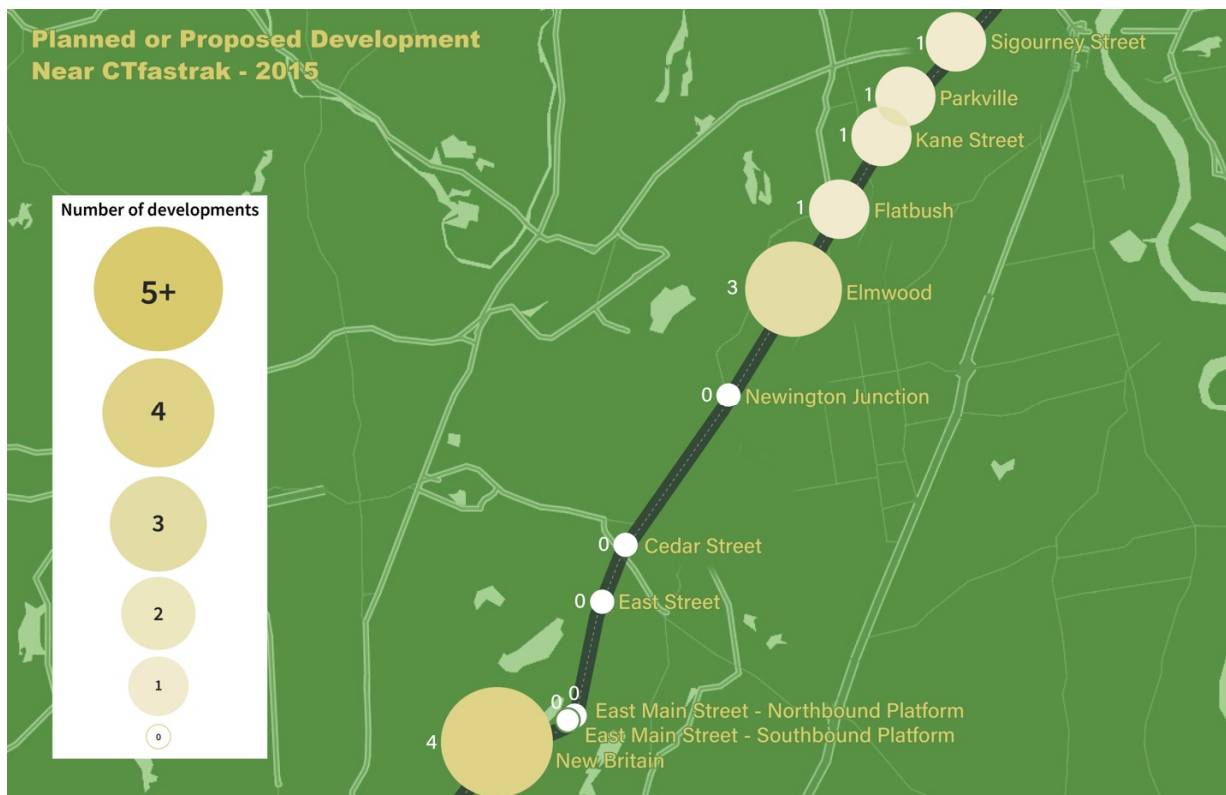 Planned or Proposed Development
Near CTfastrak - 2015
Number of developments
5+
4
3
2
1
0
1 Sigourney Street
1 Parkville
1 Kane Street
1 Flatbush
3 Elmwood
0 Newington Junction
0 Cedar Street
0 East Street
0 East Main Street - Northbound Platform
0 East Main Street - Southbound Platform
4 New Britain